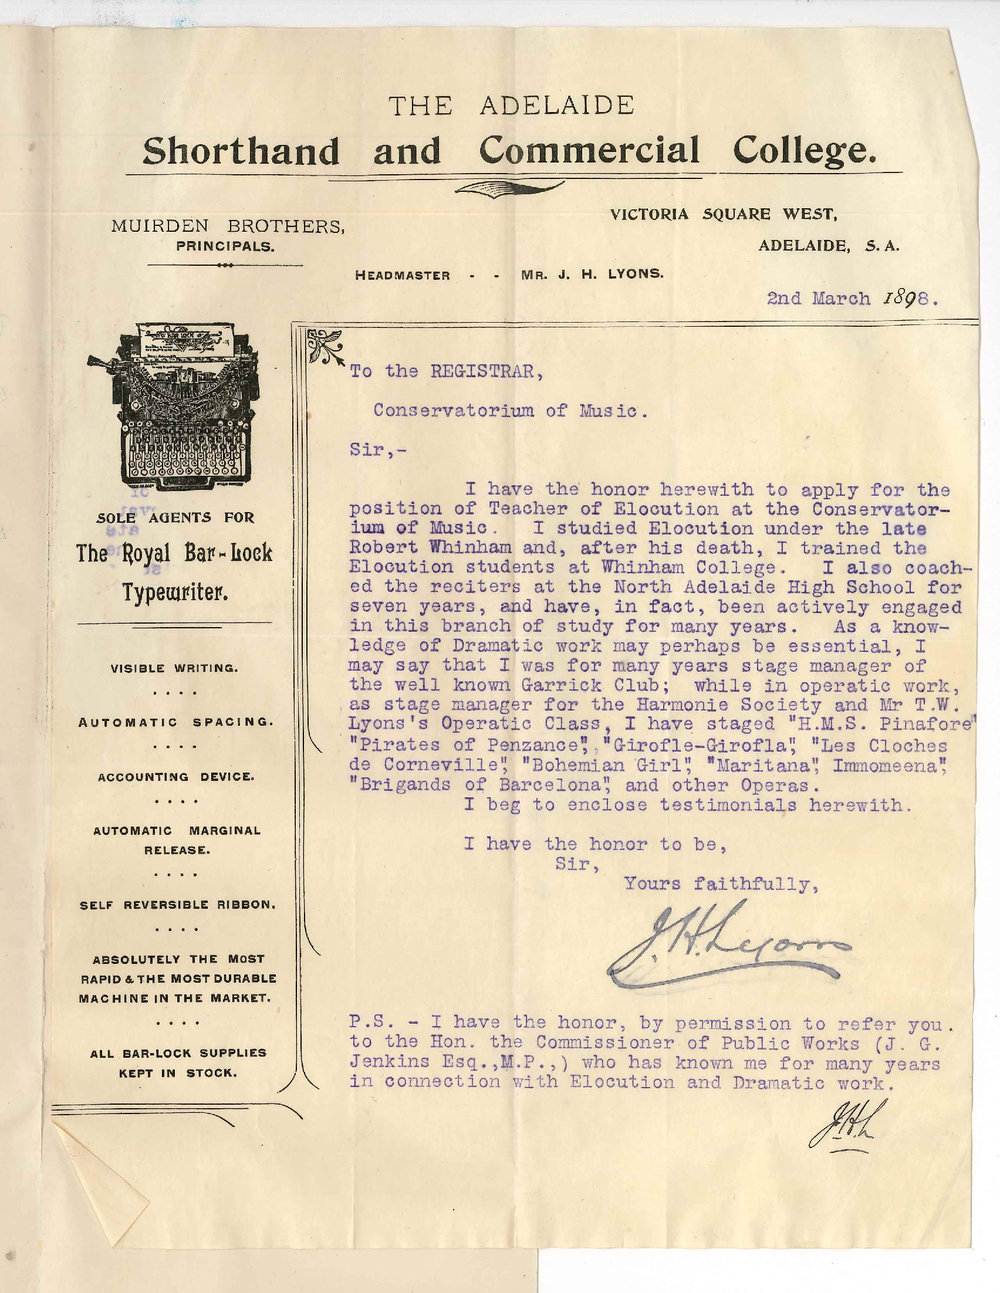 THE ADELAIDE
Shorthand and Commercial College.
MUIRDEN BROTHERS,
PRINCIPALS.
VICTORIA SQUARE WEST,
ADELAIDE, S. A.
HEADMASTER - - MR. J. H. LYONS.
2nd March 1898.
SOLE AGENTS FOR
The Royal Bar-Lock
Typewriter.
VISIBLE WRITING.
. . . .
AUTOMATIC SPACING.
. . . .
ACCOUNTING DEVICE.
. . . .
AUTOMATIC MARGINAL
RELEASE.
. . . .
SELF REVERSIBLE RIBBON.
. . . .
ABSOLUTELY THE MOST
RAPID & THE MOST DURABLE
MACHINE IN THE MARKET.
. . . .
ALL BAR-LOCK SUPPLIES
KEPT IN STOCK.
To the REGISTRAR,
Conservatorium of Music.
Sir,-
I have the honor herewith to apply for the
position of Teacher of Elocution at the Conservator-
ium of Music. I studied Elocution under the late
Robert Whinham and, after his death, I trained the
Elocution students at Whinham College. I also coach-
ed the reciters at the North Adelaide High School for
seven years, and have, in fact, been actively engaged
in this branch of study for many years. As a know-
ledge of Dramatic work may perhaps be essential, I
may say that I was for many years stage manager of
the well known Garrick Club; while in operatic work,
as stage manager for the Harmonie Society and Mr T.W.
Lyons's Operatic Class, I have staged "H.M.S. Pinafore"
"Pirates of Penzance", "Girofle-Girofla", "Les Cloches
de Corneville", "Bohemian Girl", "Maritana", Immomeena",
"Brigands of Barcelona", and other Operas.
I beg to enclose testimonials herewith.
I have the honor to be,
Sir,
Yours faithfully,
J. H. Lyons
P.S. - I have the honor, by permission to refer you.
to the Hon. the Commissioner of Public Works (J. G.
Jenkins Esq.,M.P.,) who has known me for many years
in connection with Elocution and Dramatic work.
J.H.L